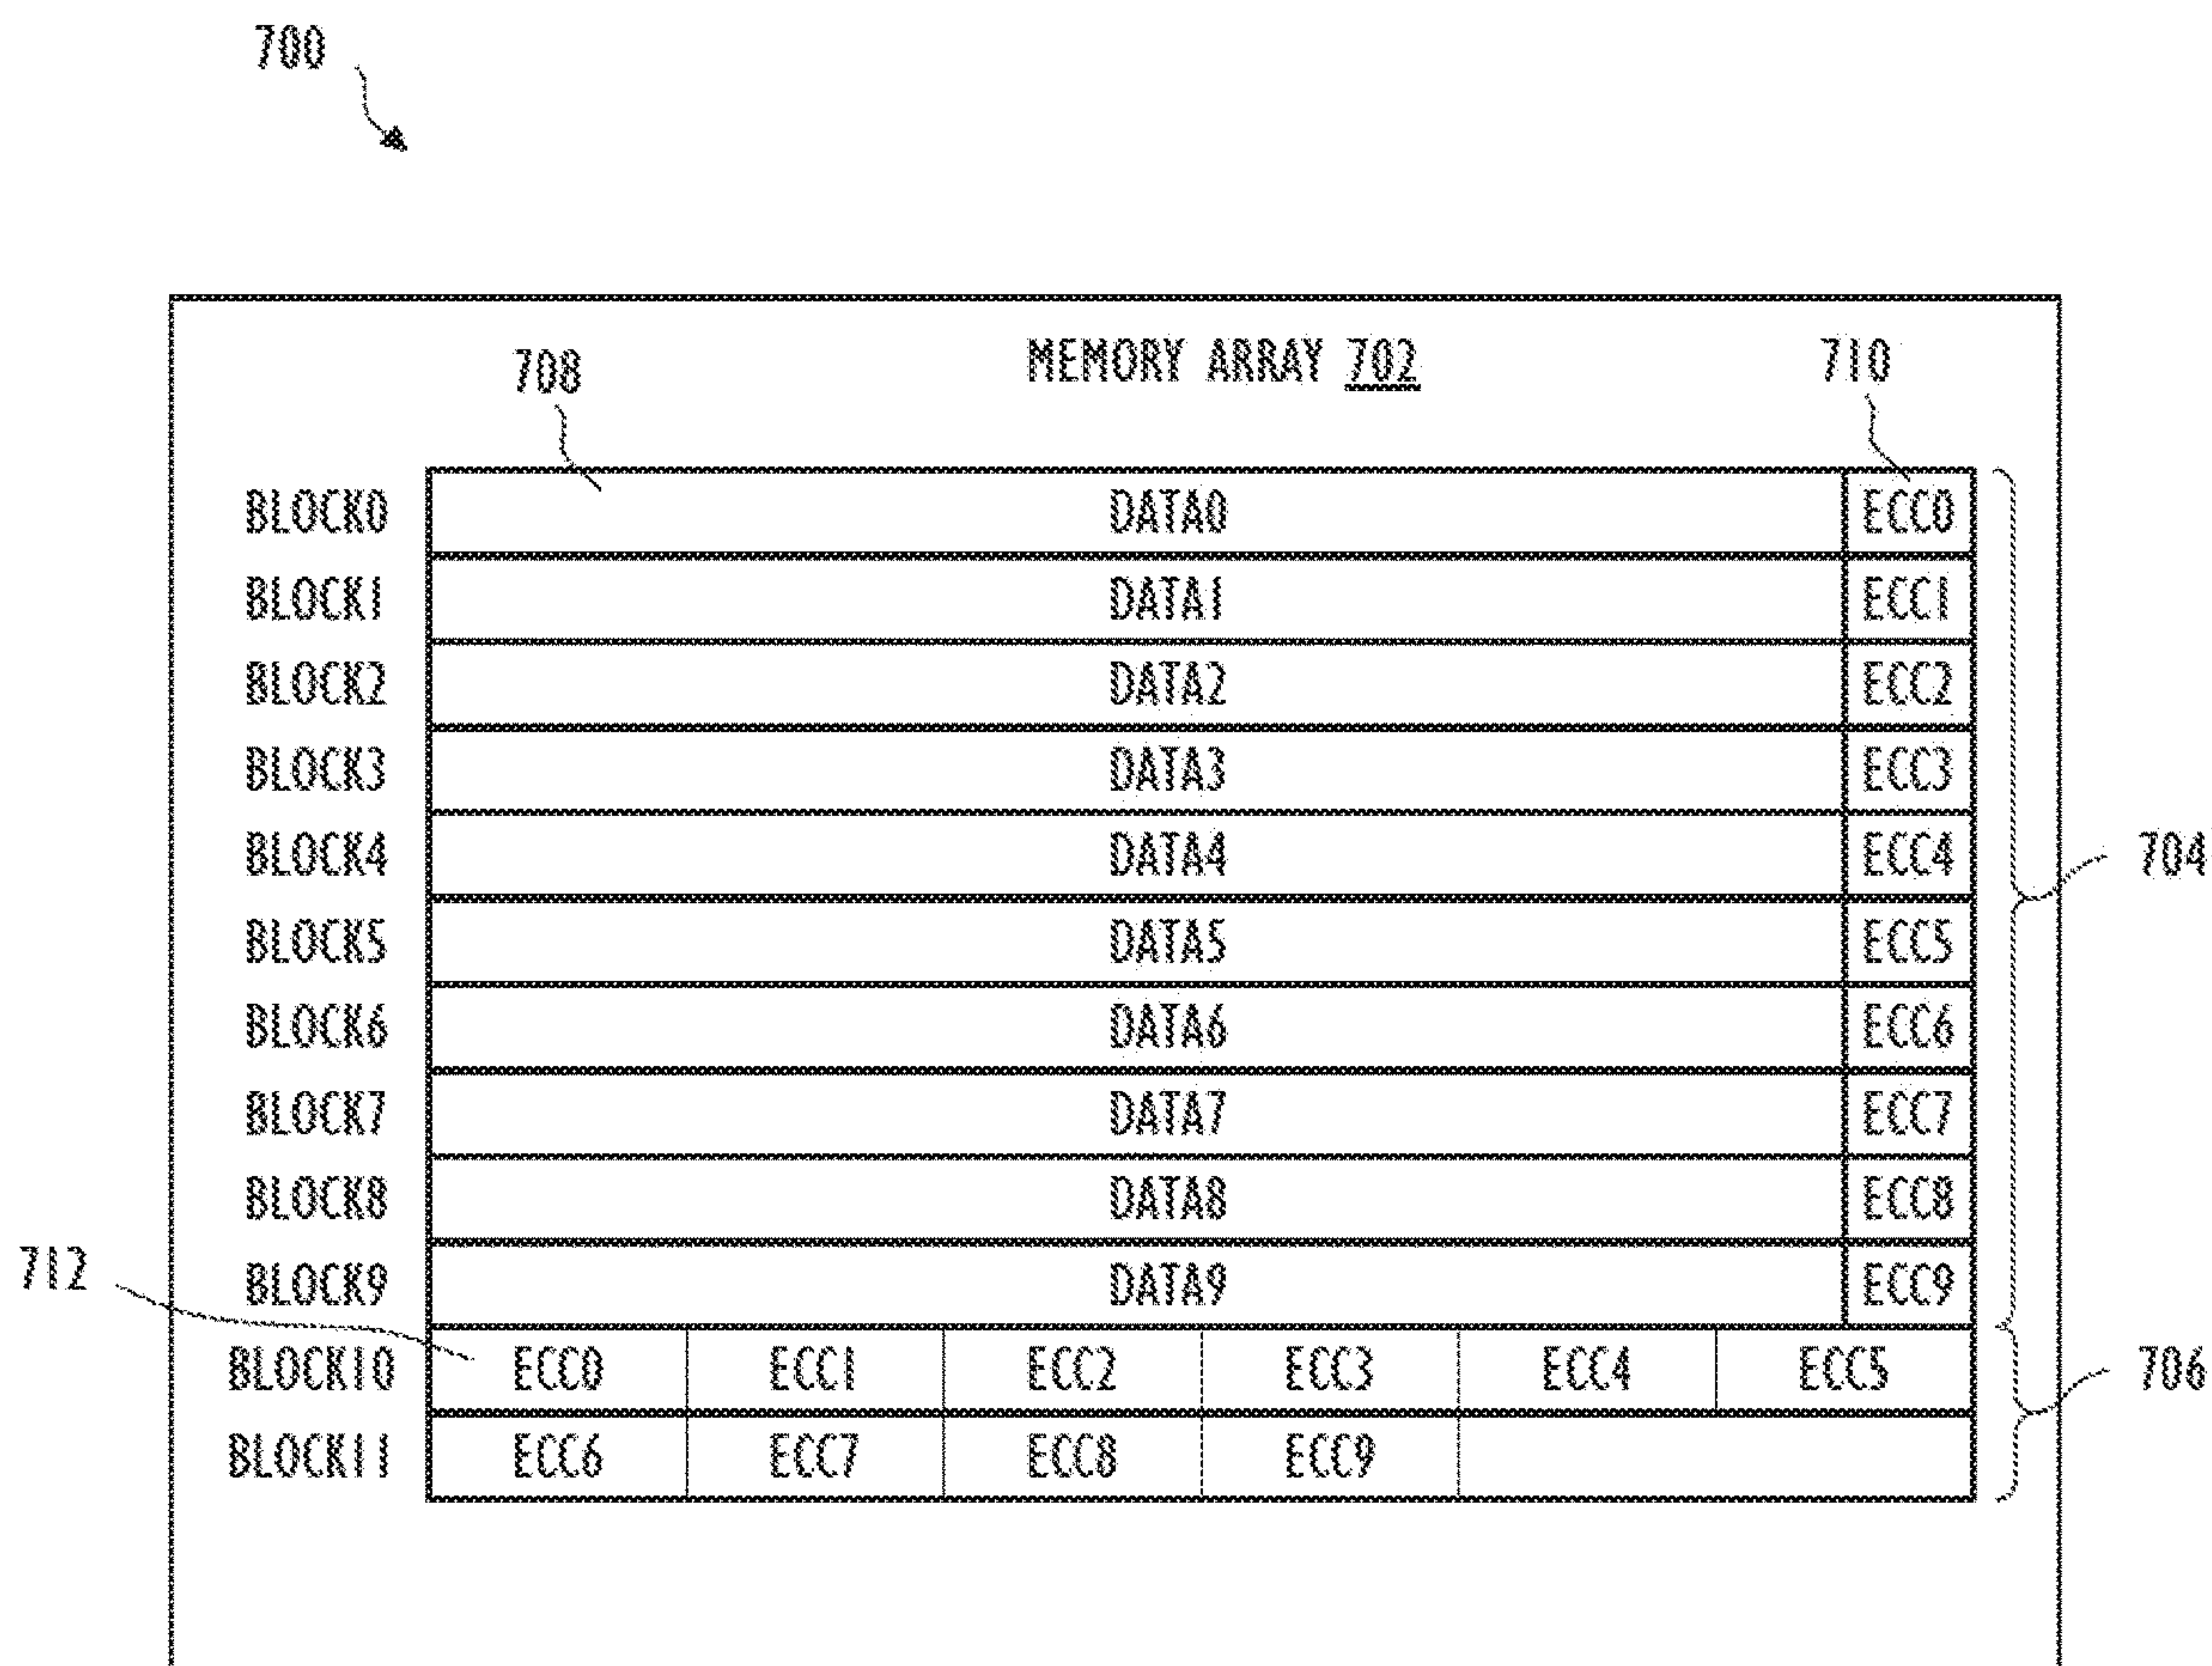 700
MEMORY ARRAY 702
708
710
BLOCK0 DATA0 ECC0
BLOCK1 DATA1 ECC1
BLOCK2 DATA2 ECC2
BLOCK3 DATA3 ECC3
BLOCK4 DATA4 ECC4
704
BLOCK5 DATA5 ECC5
BLOCK6 DATA6 ECC6
BLOCK7 DATA7 ECC7
BLOCK8 DATA8 ECC8
712
BLOCK9 DATA9 ECC9
BLOCK10 ECC0 ECC1 ECC2 ECC3 ECC4 ECC5
706
BLOCK11 ECC6 ECC7 ECC8 ECC9